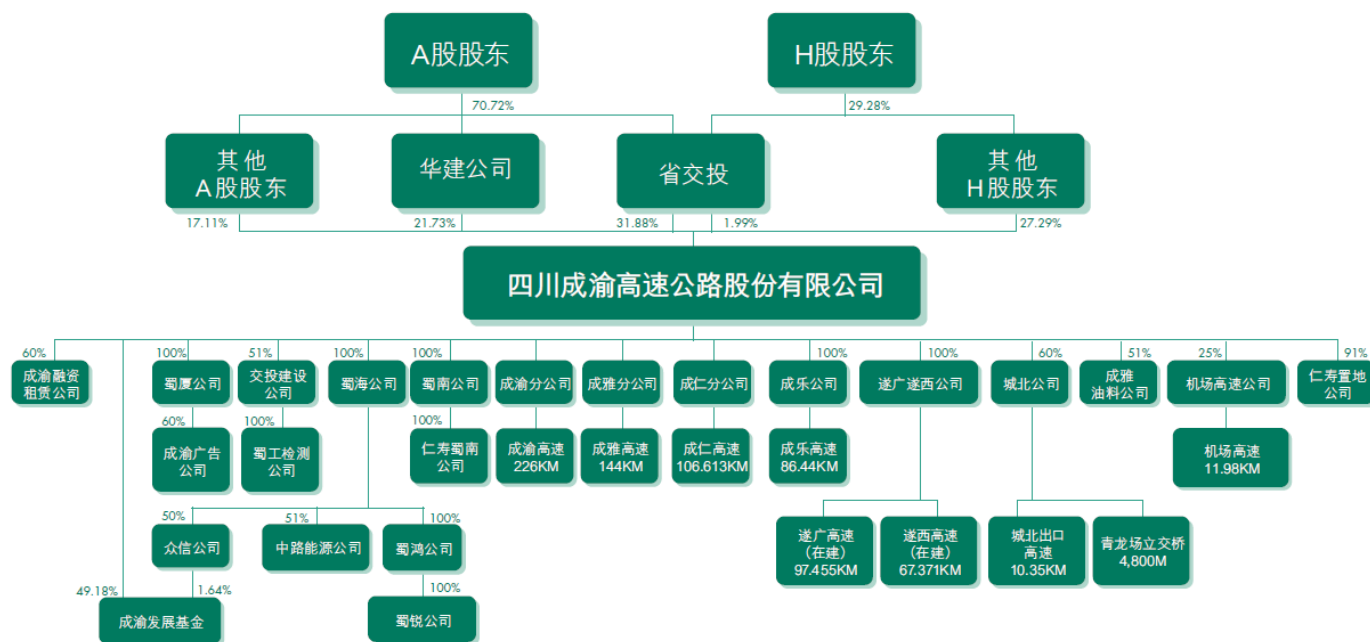 A股股东
H股股东
70.72%
29.28%
其他
A股股东
华建公司
省交投
其他
H股股东
17.11%
21.73%
31.88%
1.99%
27.29%
四川成渝高速公路股份有限公司
60%
100%
51%
100%
100%
100%
100%
60%
51%
25%
91%
成渝融资
租赁公司
蜀厦公司
交投建设
公司
蜀海公司
蜀南公司
成渝分公司
成雅分公司
成仁分公司
成乐公司
遂广遂西公司
城北公司
成雅
油料公司
机场高速公司
仁寿置地
公司
60%
100%
100%
成渝广告
公司
蜀工检测
公司
仁寿蜀南
公司
成渝高速
226KM
成雅高速
144KM
成仁高速
106.613KM
成乐高速
86.44KM
机场高速
11.98KM
50%
51%
100%
众信公司
中路能源公司
蜀鸿公司
遂广高速
（在建）
97.455KM
遂西高速
（在建）
67.371KM
城北出口
高速
10.35KM
青龙场立交桥
4,800M
49.18%
1.64%
100%
成渝发展基金
蜀锐公司